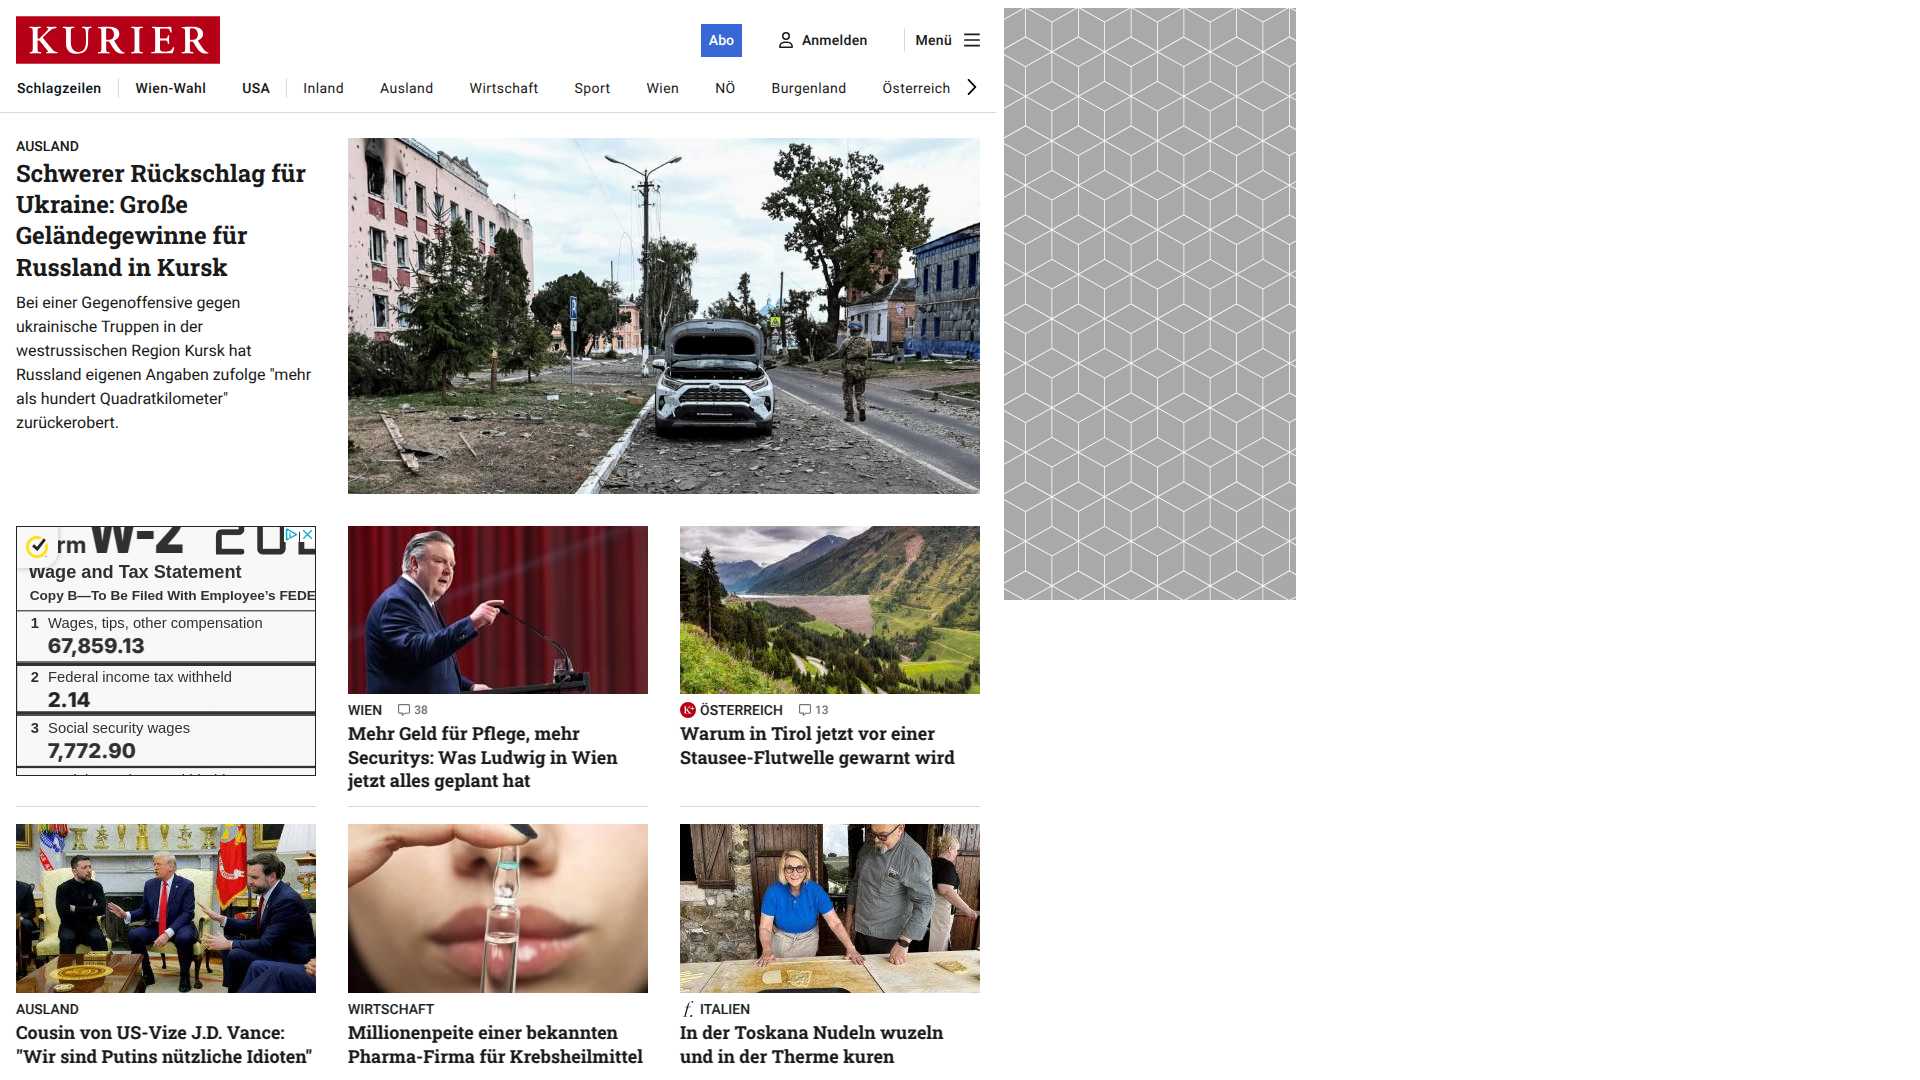 KURIER
Abo
Anmelden
Menü
Schlagzeilen
Wien-Wahl
USA
Inland
Ausland
Wirtschaft
Sport
Wien
NÖ
Burgenland
Österreich
AUSLAND
Schwerer Rückschlag für
Ukraine: Große
Geländegewinne für
Russland in Kursk
Bei einer Gegenoffensive gegen
ukrainische Truppen in der
westrussischen Region Kursk hat
Russland eigenen Angaben zufolge "mehr
als hundert Quadratkilometer"
zurückerobert.
rm W-2
Wage and Tax Statement
Copy B—To Be Filed With Employee's FEDE
1 Wages, tips, other compensation
67,859.13
2 Federal income tax withheld
2.14
3 Social security wages
7,772.90
WIEN 38
Mehr Geld für Pflege, mehr
Securitys: Was Ludwig in Wien
jetzt alles geplant hat
K+ ÖSTERREICH 13
Warum in Tirol jetzt vor einer
Stausee-Flutwelle gewarnt wird
AUSLAND
Cousin von US-Vize J.D. Vance:
"Wir sind Putins nützliche Idioten"
WIRTSCHAFT
Millionenpeite einer bekannten
Pharma-Firma für Krebsheilmittel
f. ITALIEN
In der Toskana Nudeln wuzeln
und in der Therme kuren